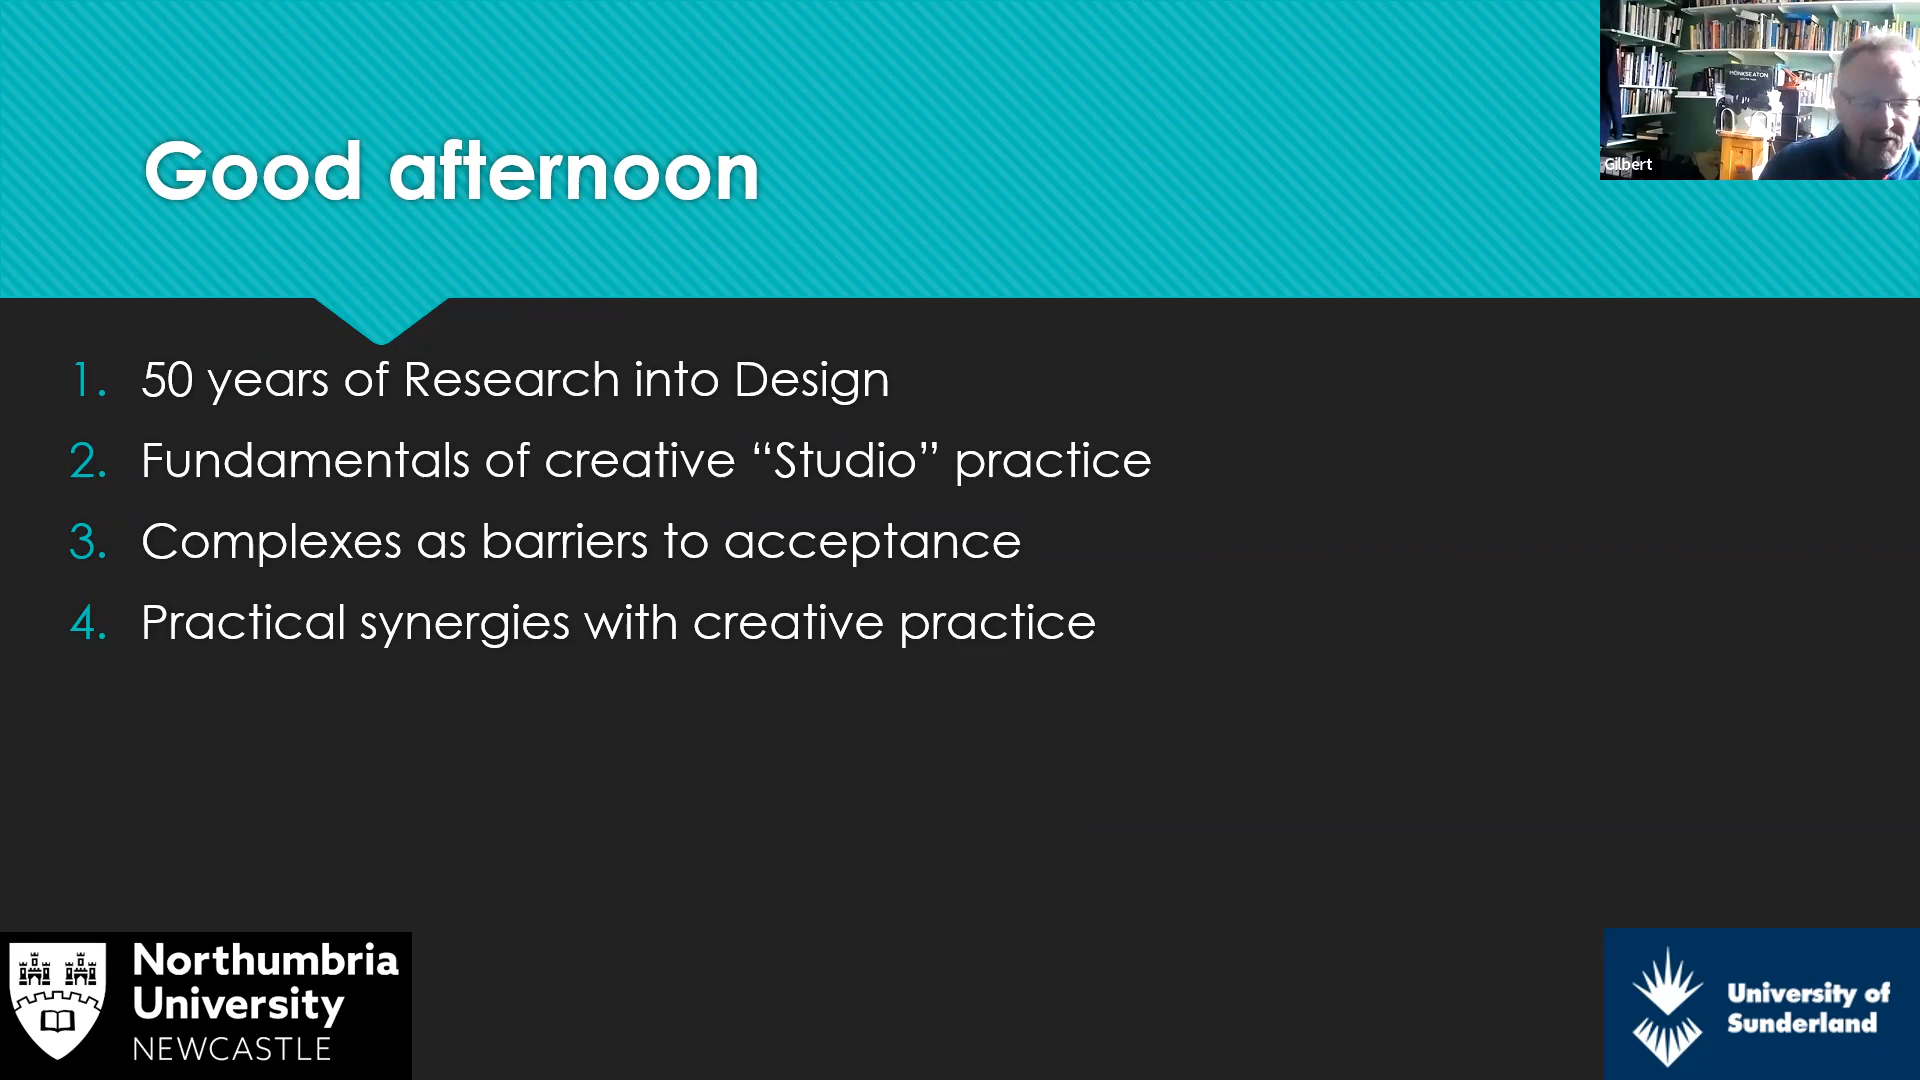 Good afternoon
MONKSEATON
Gilbert
1. 50 years of Research into Design
2. Fundamentals of creative “Studio” practice
3. Complexes as barriers to acceptance
4. Practical synergies with creative practice
Northumbria
University
NEWCASTLE
University of
Sunderland